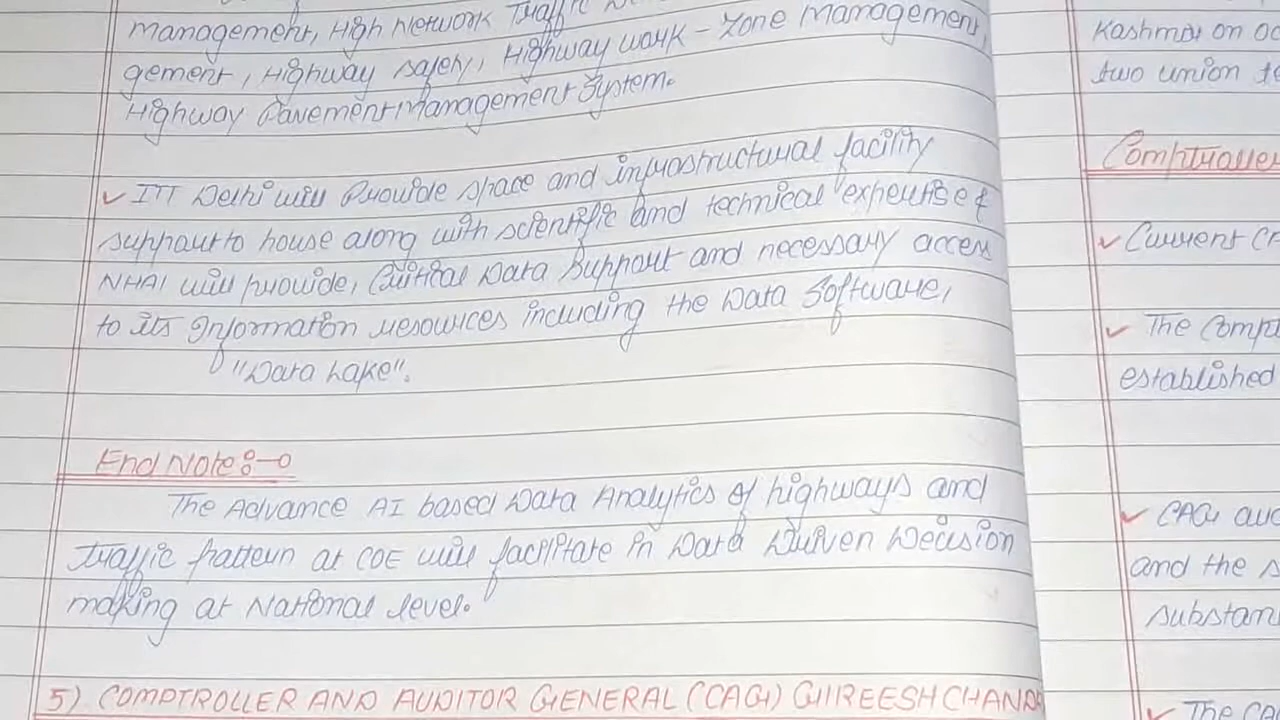 management, High Network Traffic
gement, Highway safety, Highway work - zone management,
Highway Pavement Management System.
✓ IIT Delhi will Provide space and infrastructural facility
support to house along with scientific and technical expertise &
NHAI will provide, Critical Data Support and necessary access
to its Information resources including the Data Software,
"Data Lake".
End Note:-
The Advance AI based Data Analytics of highways and
traffic pattern at COE will facilitate in Data Driven Decision
making at National level.
5). COMPTROLLER AND AUDITOR GENERAL (CAG) GIREESH CHAND
Kashmir on
two union
Comptroller
✓ Current
✓ The Comp
established
✓ CAG
and the
substan
✓ The CA